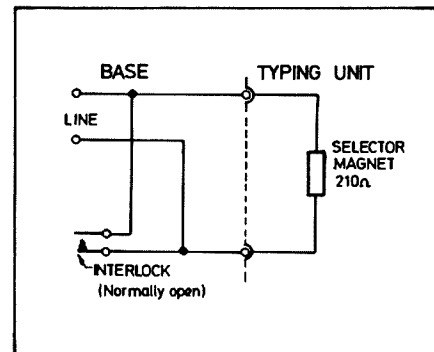 BASE
TYPING UNIT
LINE
SELECTOR
MAGNET
210Ω
INTERLOCK
(Normally open)